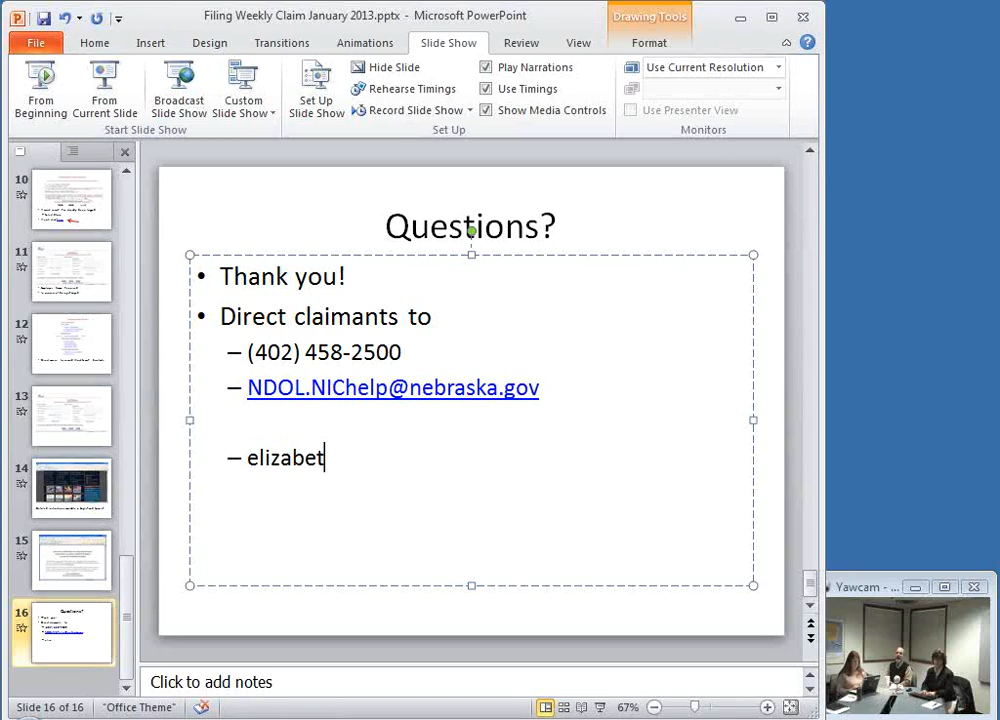 Filing Weekly Claim January 2013.pptx - Microsoft PowerPoint
Drawing Tools
File Home Insert Design Transitions Animations Slide Show Review View Format
From Beginning
From Current Slide
Broadcast Slide Show
Custom Slide Show
Start Slide Show
Set Up Slide Show
Hide Slide
Rehearse Timings
Record Slide Show
Play Narrations
Use Timings
Show Media Controls
Set Up
Use Current Resolution
Use Presenter View
Monitors
10
11
12
13
14
15
16
Questions?
• Thank you!
• Direct claimants to
– (402) 458-2500
– NDOL.NIChelp@nebraska.gov
– elizabet
Click to add notes
Yawcam - ...
Slide 16 of 16 "Office Theme" 67%